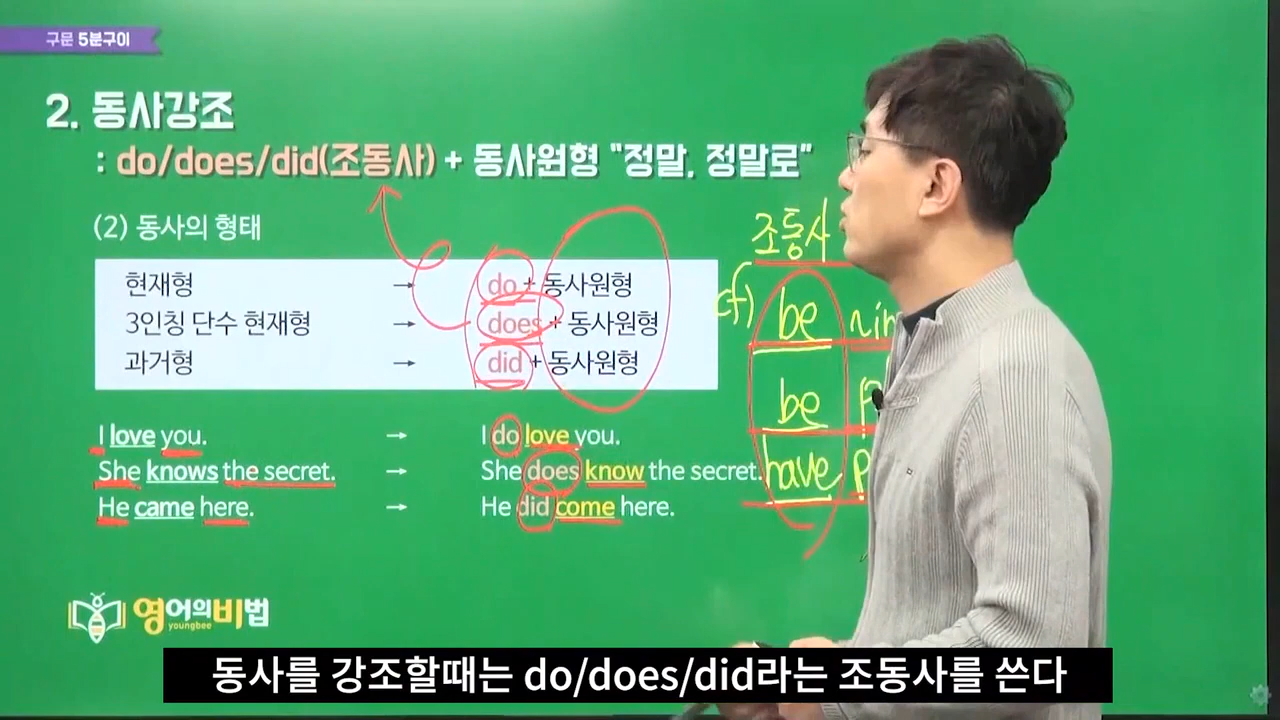 구문 5분구이
2. 동사강조
: do/does/did(조동사) + 동사원형 "정말, 정말로"
(2) 동사의 형태
조동사
현재형 → do + 동사원형
3인칭 단수 현재형 → does + 동사원형
과거형 → did + 동사원형
cf) be
be
have
I love you. → I do love you.
She knows the secret. → She does know the secret.
He came here. → He did come here.
영어의비법
youngbee
동사를 강조할때는 do/does/did라는 조동사를 쓴다